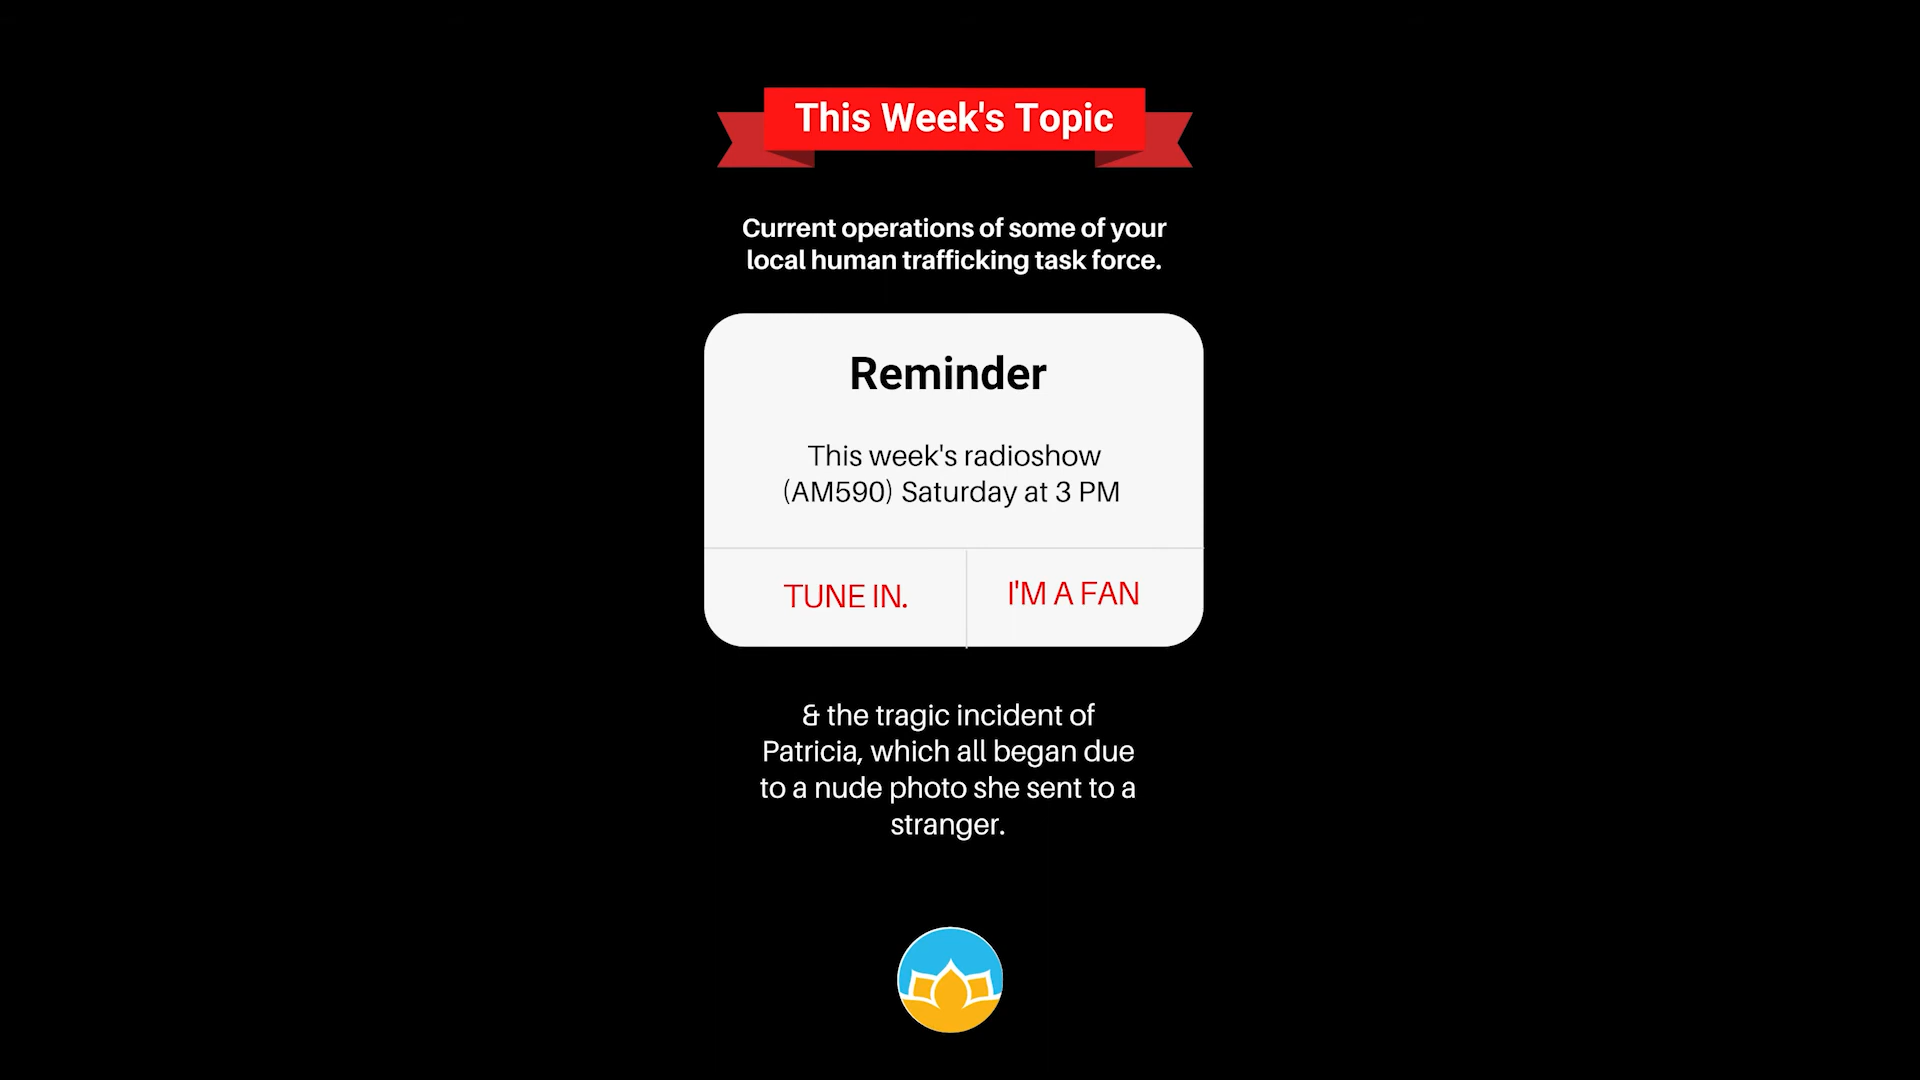 This Week's Topic
Current operations of some of your
local human trafficking task force.
Reminder
This week's radioshow
(AM590) Saturday at 3 PM
TUNE IN.
I'M A FAN
& the tragic incident of
Patricia, which all began due
to a nude photo she sent to a
stranger.